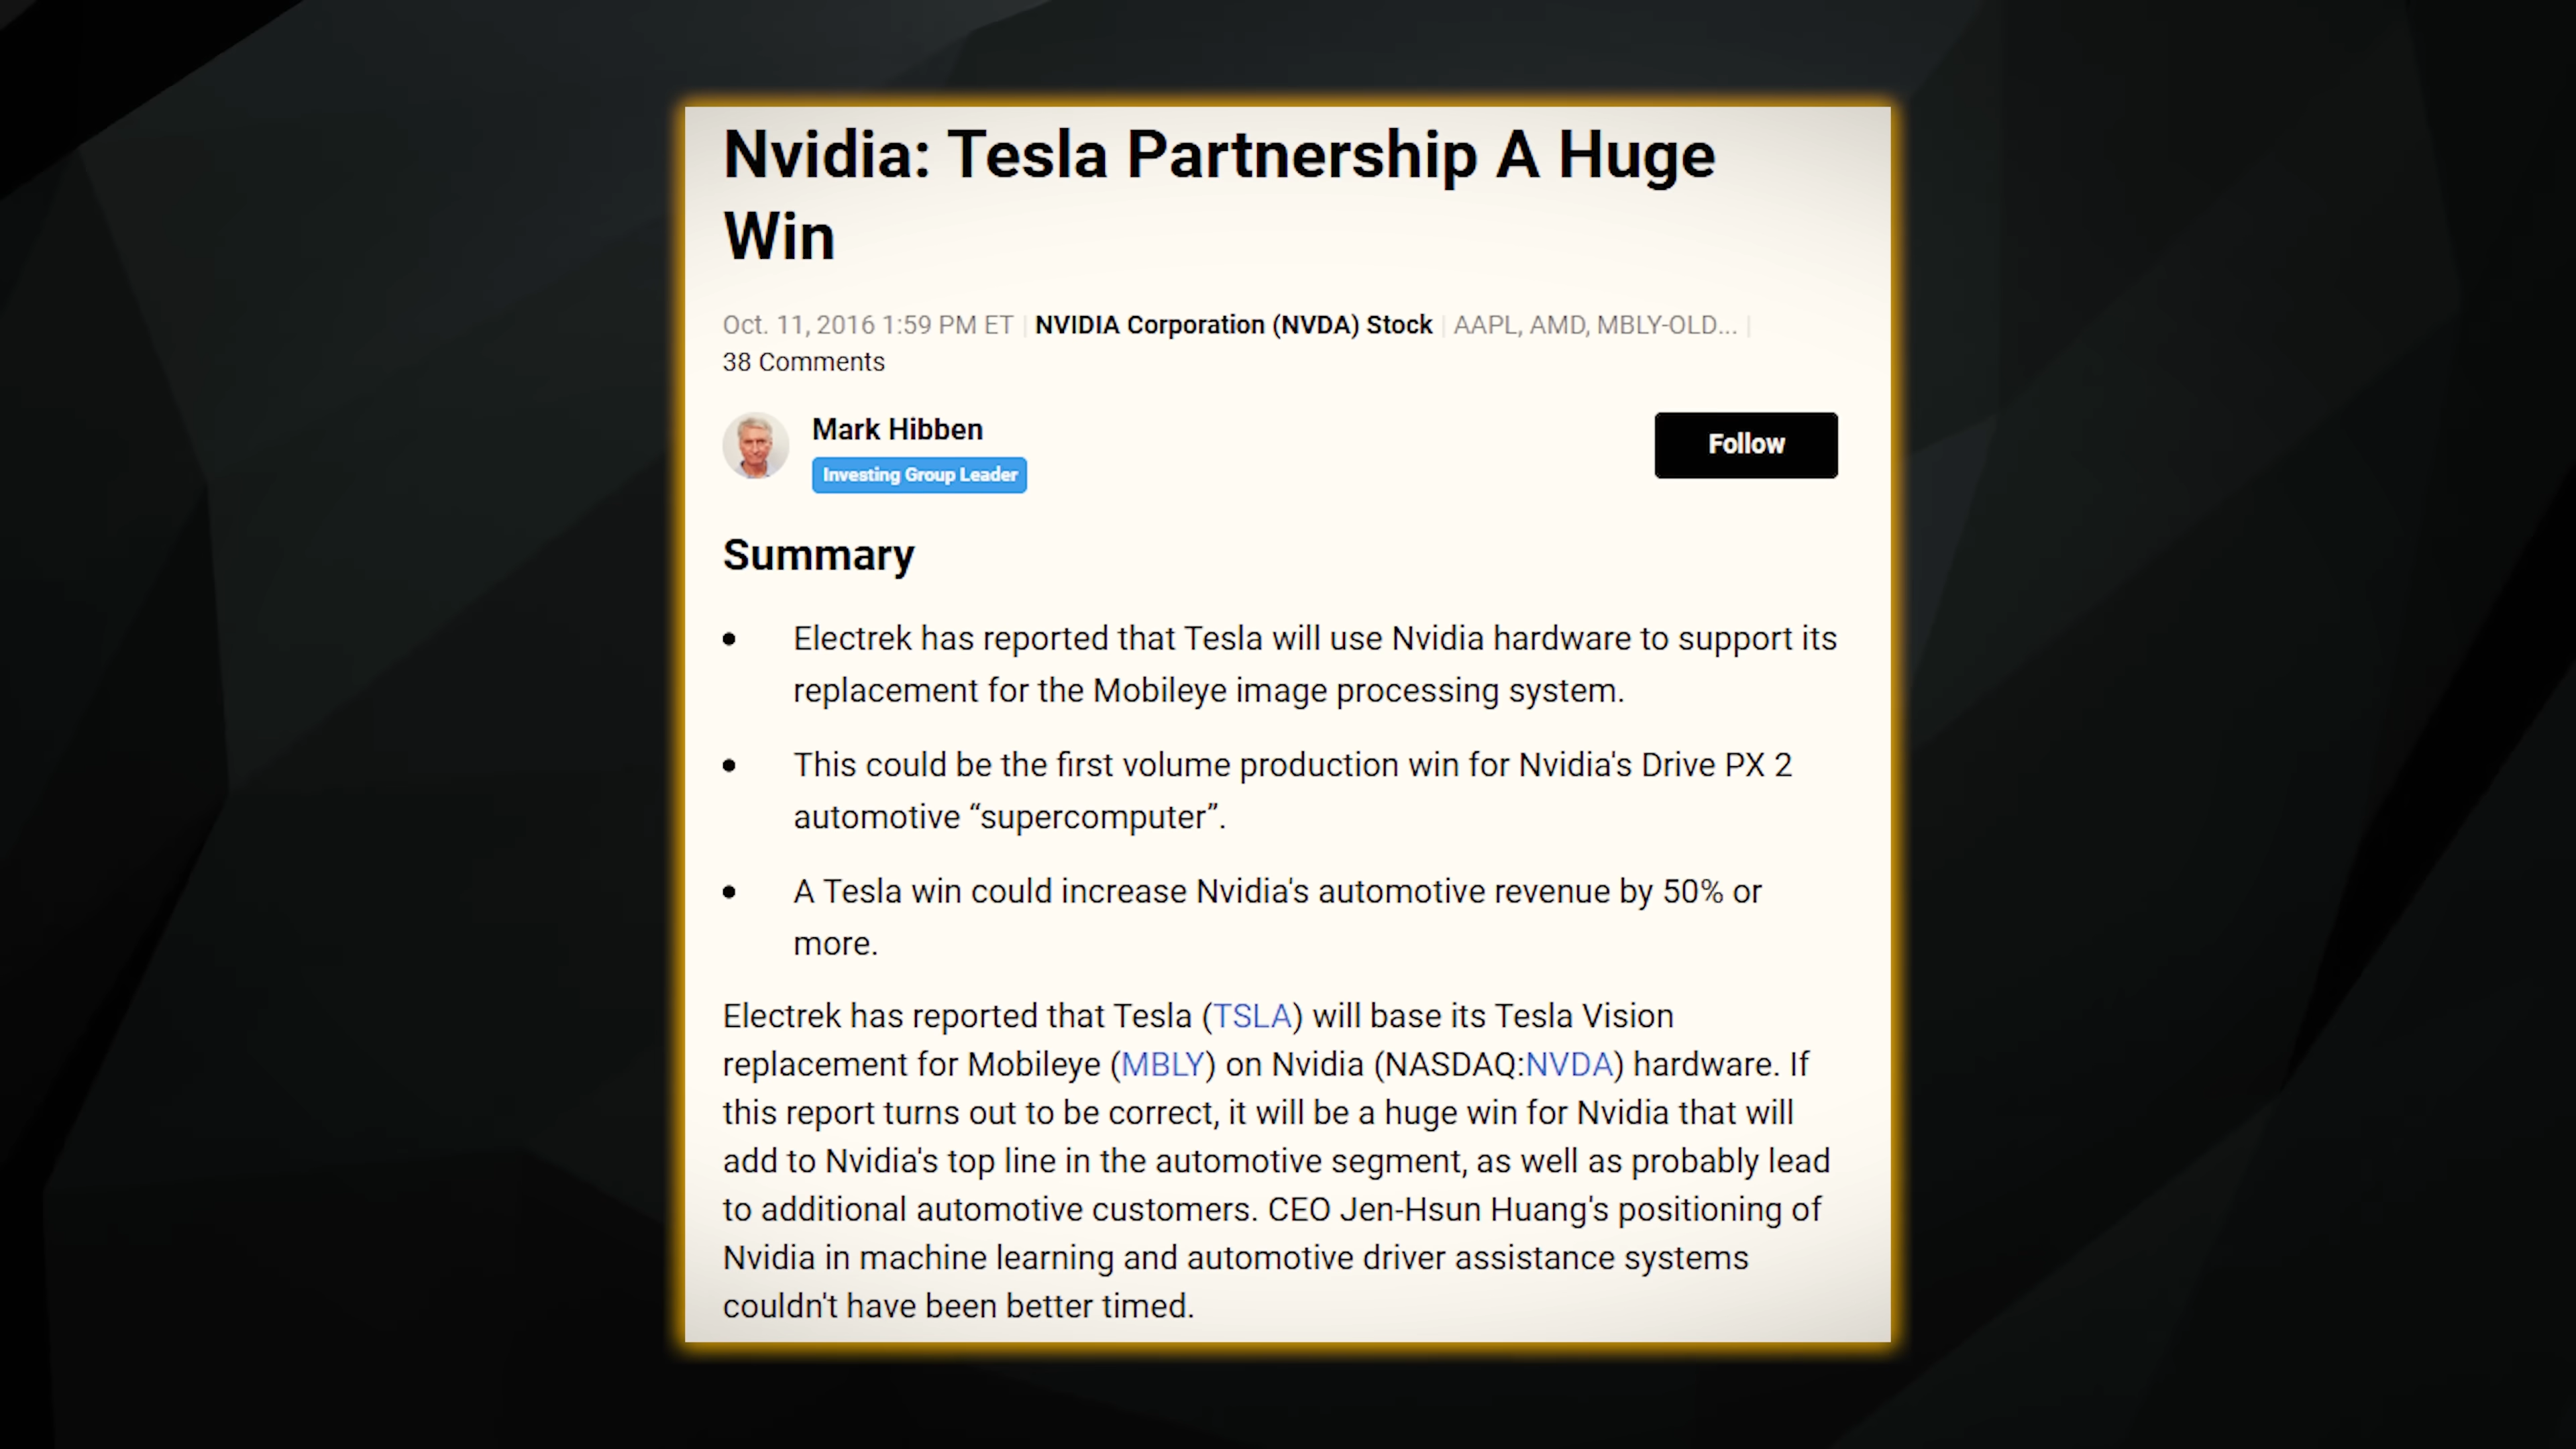 Nvidia: Tesla Partnership A Huge
Win
Oct. 11, 2016 1:59 PM ET | NVIDIA Corporation (NVDA) Stock | AAPL, AMD, MBLY-OLD... |
38 Comments
Mark Hibben
Investing Group Leader
Follow
Summary
• Electrek has reported that Tesla will use Nvidia hardware to support its
replacement for the Mobileye image processing system.
• This could be the first volume production win for Nvidia's Drive PX 2
automotive “supercomputer”.
• A Tesla win could increase Nvidia's automotive revenue by 50% or
more.
Electrek has reported that Tesla (TSLA) will base its Tesla Vision
replacement for Mobileye (MBLY) on Nvidia (NASDAQ:NVDA) hardware. If
this report turns out to be correct, it will be a huge win for Nvidia that will
add to Nvidia's top line in the automotive segment, as well as probably lead
to additional automotive customers. CEO Jen-Hsun Huang's positioning of
Nvidia in machine learning and automotive driver assistance systems
couldn't have been better timed.